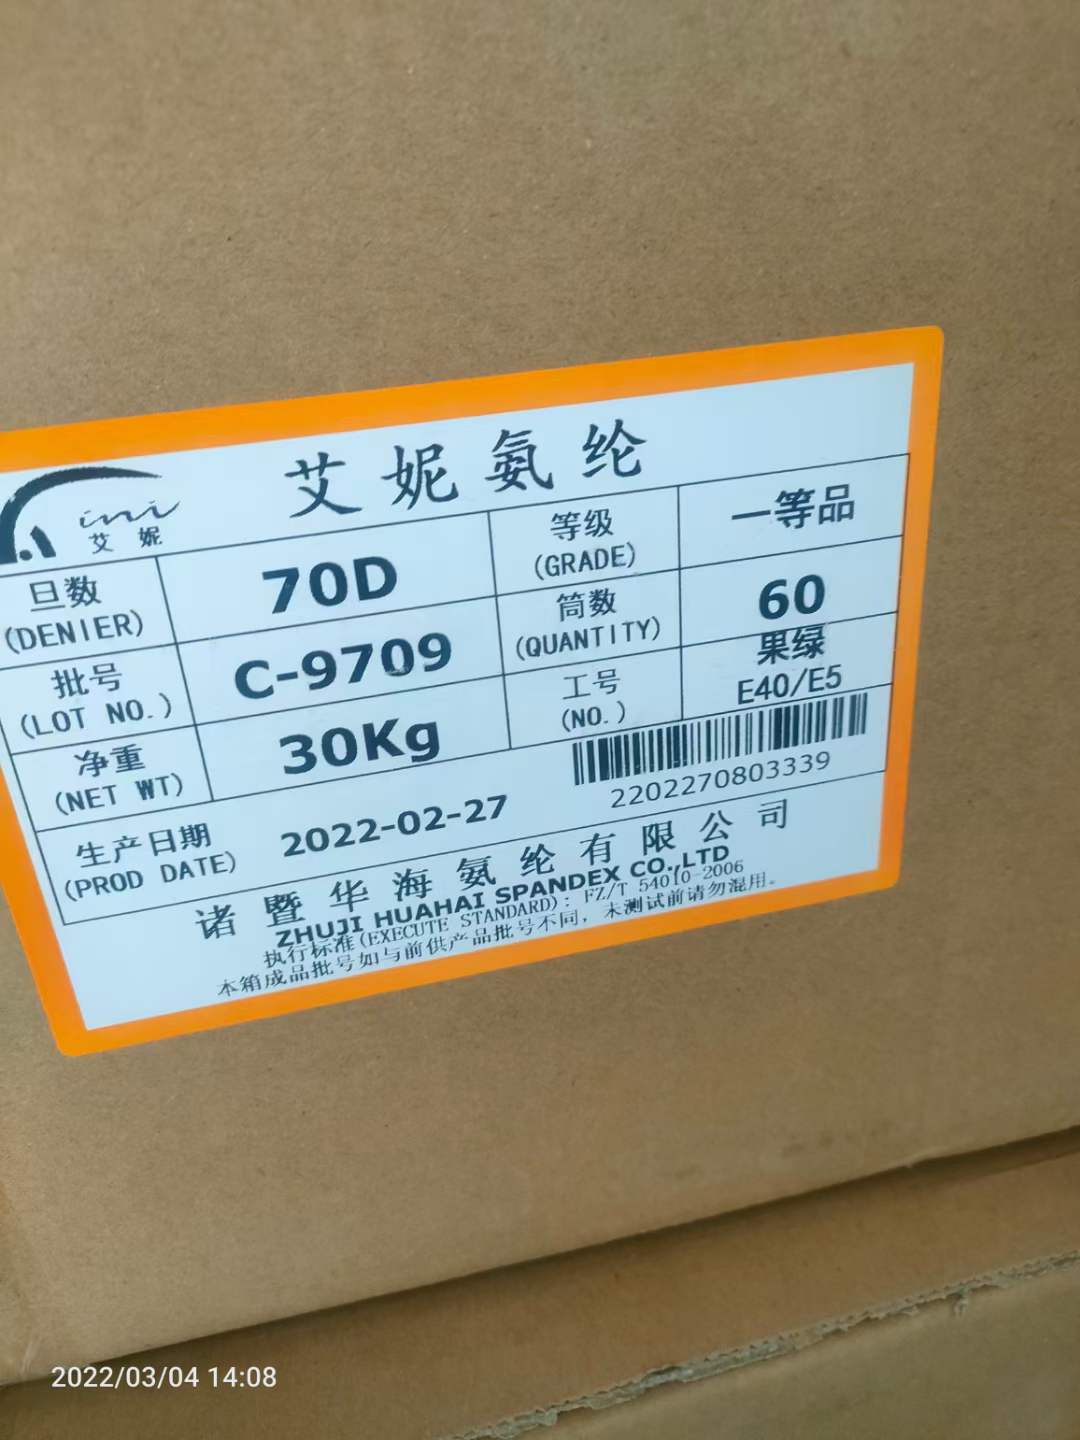 艾妮氨纶
ini
艾妮
旦数
(DENIER)
70D
等级
(GRADE)
一等品
批号
(LOT NO.)
C-9709
筒数
(QUANTITY)
60
净重
(NET WT)
30Kg
工号
(NO.)
果绿
E40/E5
生产日期
(PROD DATE)
2022-02-27
2202270803339
诸暨华海氨纶有限公司
ZHUJI HUAHAI SPANDEX CO.,LTD
执行标准(EXECUTE STANDARD): FZ/T 54010-2006
本箱成品批号如与前供产品批号不同，未测试前请勿混用。
2022/03/04 14:08